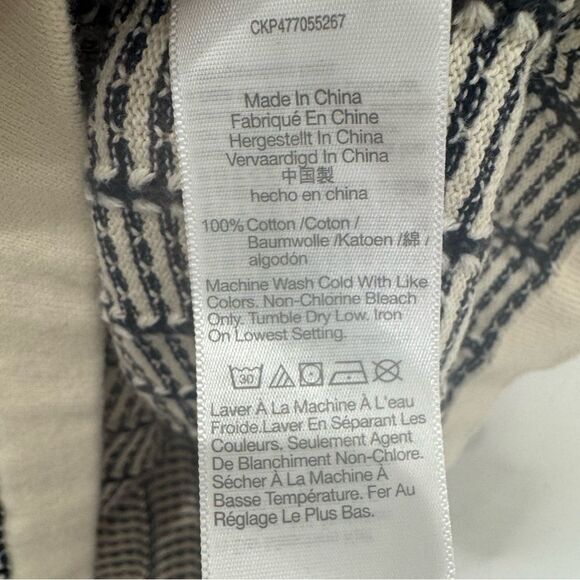 CKP477055267
Made In China
Fabriqué En Chine
Hergestellt In China
Vervaardigd In China
中国製
hecho en china
100% Cotton /Coton /
Baumwolle /Katoen /綿 /
algodón
Machine Wash Cold With Like
Colors. Non-Chlorine Bleach
Only. Tumble Dry Low. Iron
On Lowest Setting.
30
Laver À La Machine À L'eau
Froide.Laver En Séparant Les
Couleurs. Seulement Agent
De Blanchiment Non-Chlore.
Sécher À La Machine À
Basse Température. Fer Au
Réglage Le Plus Bas.